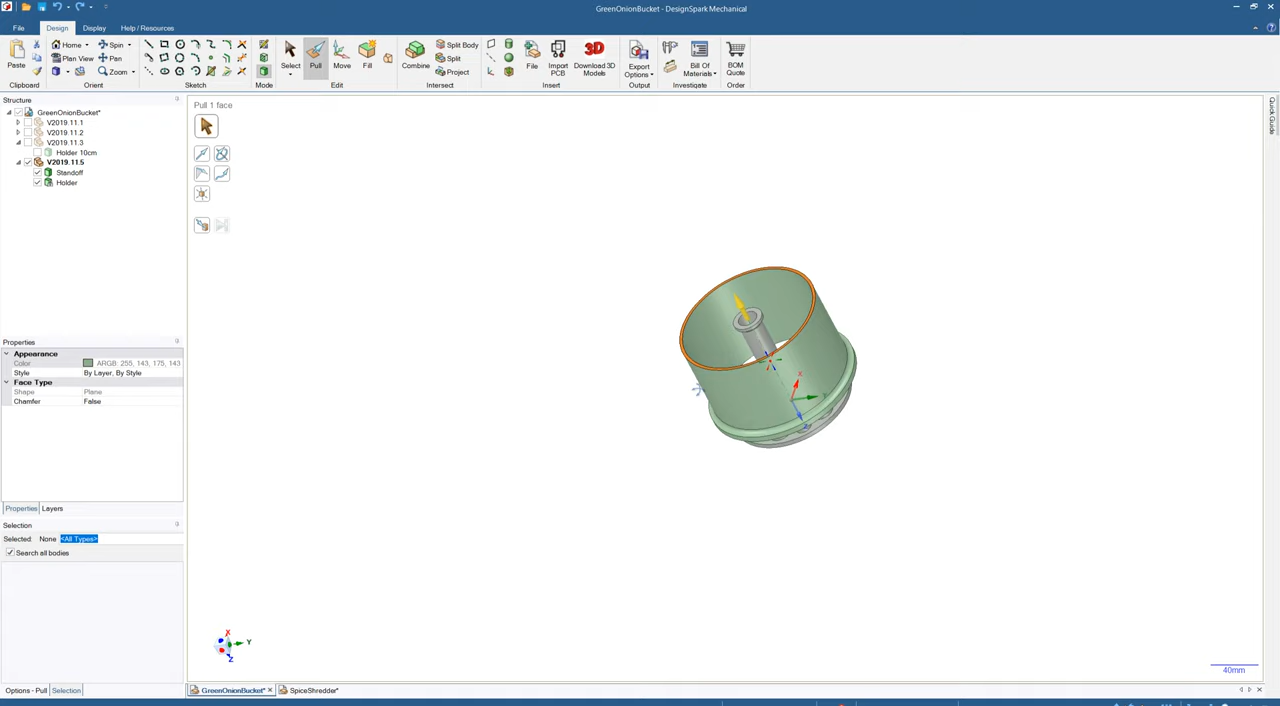 GreenOnionBucket - DesignSpark Mechanical
File Design Display Help / Resources
Paste
Clipboard
Home Spin
Plan View Pan
Zoom
Orient
Sketch
Mode
Select Pull Move Fill
Edit
Combine
Split Body
Split
Project
Intersect
File Import PCB Download 3D Models
Insert
3D
Export Options
Output
Bill Of Materials
Investigate
BOM Quote
Order
Structure
GreenOnionBucket*
V2019.11.1
V2019.11.2
V2019.11.3
Holder 10cm
V2019.11.5
Standoff
Holder
Pull 1 face
Quick Guide
Properties
Appearance
Color ARGB: 255, 143, 175, 143
Style By Layer, By Style
Face Type
Shape Plane
Chamfer False
Properties Layers
Selection
Selected: None <All Types>
Search all bodies
Options - Pull Selection
X
X
Y
Z
40mm
GreenOnionBucket* SpiceShredder*